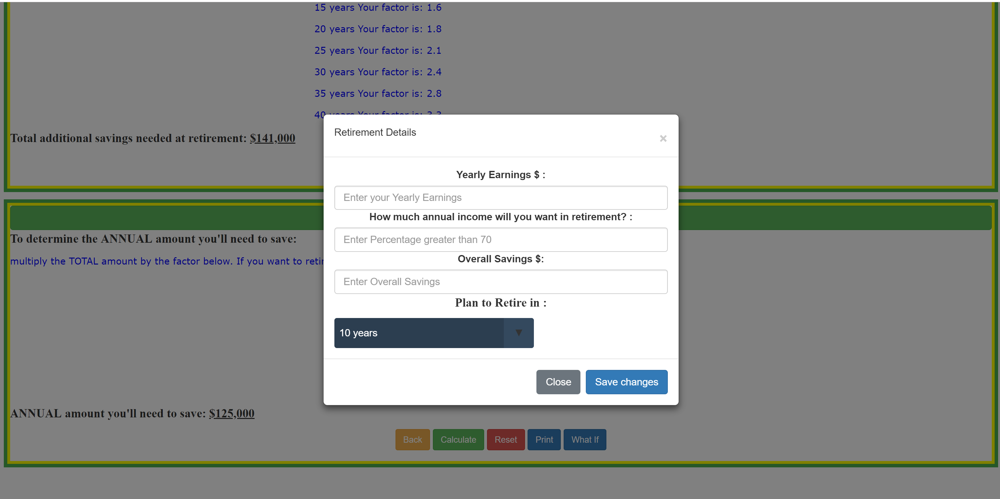 15 years Your factor is: 1.6
20 years Your factor is: 1.8
25 years Your factor is: 2.1
30 years Your factor is: 2.4
35 years Your factor is: 2.8
40 years Your factor is: 3.3
Total additional savings needed at retirement: $141,000
Retirement Details
×
Yearly Earnings $ :
Enter your Yearly Earnings
How much annual income will you want in retirement? :
Enter Percentage greater than 70
Overall Savings $:
Enter Overall Savings
Plan to Retire in :
10 years
Close Save changes
To determine the ANNUAL amount you'll need to save:
multiply the TOTAL amount by the factor below. If you want to
ANNUAL amount you'll need to save: $125,000
Back Calculate Reset Print What If